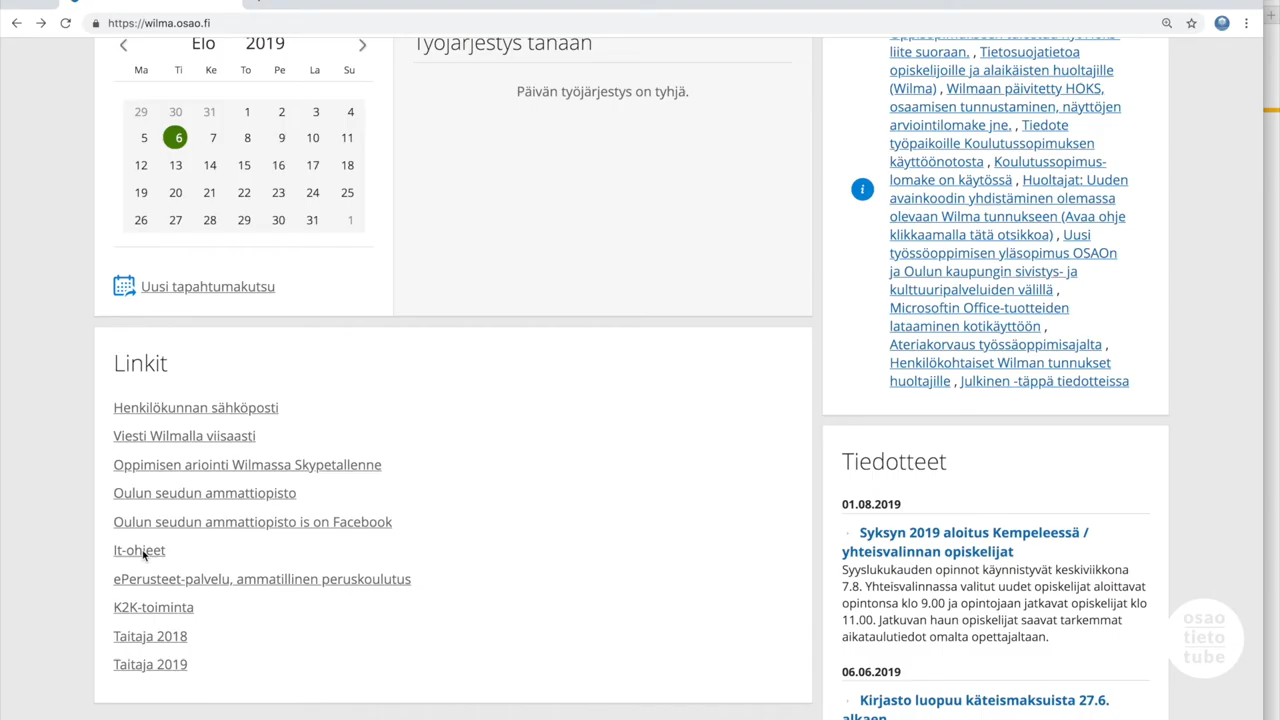 https://wilma.osao.fi
Elo 2019
Ma Ti Ke To Pe La Su
29 30 31 1 2 3 4
5 6 7 8 9 10 11
12 13 14 15 16 17 18
19 20 21 22 23 24 25
26 27 28 29 30 31 1
Uusi tapahtumakutsu
Työjärjestys tänään
Päivän työjärjestys on tyhjä.
Linkit
Henkilökunnan sähköposti
Viesti Wilmalla viisaasti
Oppimisen ariointi Wilmassa Skypetallenne
Oulun seudun ammattiopisto
Oulun seudun ammattiopisto is on Facebook
It-ohjeet
ePerusteet-palvelu, ammatillinen peruskoulutus
K2K-toiminta
Taitaja 2018
Taitaja 2019
liite suoraan. , Tietosuojatietoa
opiskelijoille ja alaikäisten huoltajille
(Wilma) , Wilmaan päivitetty HOKS,
osaamisen tunnustaminen, näyttöjen
arviointilomake jne. , Tiedote
työpaikoille Koulutussopimuksen
käyttöönotosta , Koulutussopimus-
lomake on käytössä , Huoltajat: Uuden
avainkoodin yhdistäminen olemassa
olevaan Wilma tunnukseen (Avaa ohje
klikkaamalla tätä otsikkoa) , Uusi
työssöoppimisen yläsopimus OSAOn
ja Oulun kaupungin sivistys- ja
kulttuuripalveluiden välillä ,
Microsoftin Office-tuotteiden
lataaminen kotikäyttöön ,
Ateriakorvaus työssäoppimisajalta ,
Henkilökohtaiset Wilman tunnukset
huoltajille , Julkinen -täppä tiedotteissa
Tiedotteet
01.08.2019
Syksyn 2019 aloitus Kempeleessä /
yhteisvalinnan opiskelijat
Syyslukukauden opinnot käynnistyvät keskiviikkona
7.8. Yhteisvalinnassa valitut uudet opiskelijat aloittavat
opintonsa klo 9.00 ja opintojaan jatkavat opiskelijat klo
11.00. Jatkuvan haun opiskelijat saavat tarkemmat
aikataulutiedot omalta opettajaltaan.
06.06.2019
Kirjasto luopuu käteismaksuista 27.6.
alkaen
osao
tieto
tube